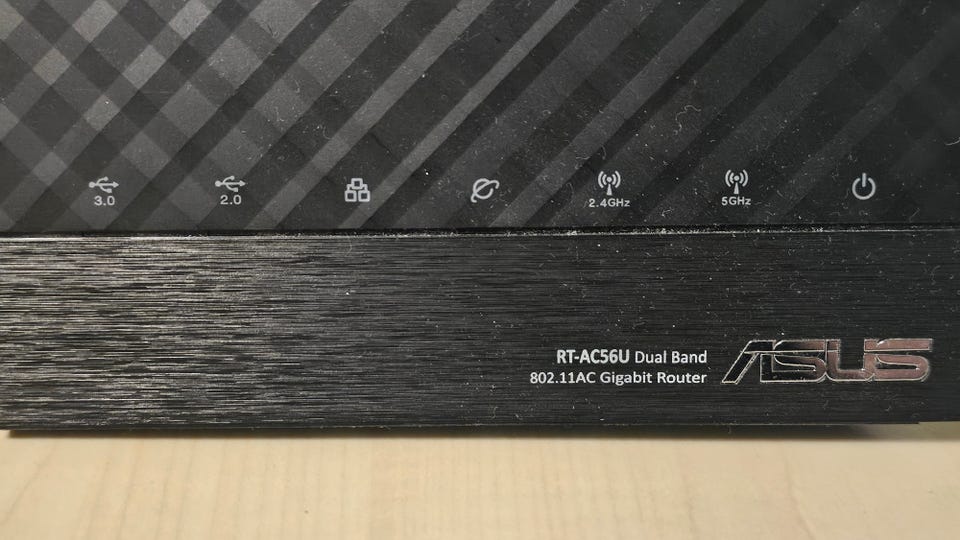 3.0
2.0
2.4GHz
5GHz
RT-AC56U Dual Band
802.11AC Gigabit Router
ASUS